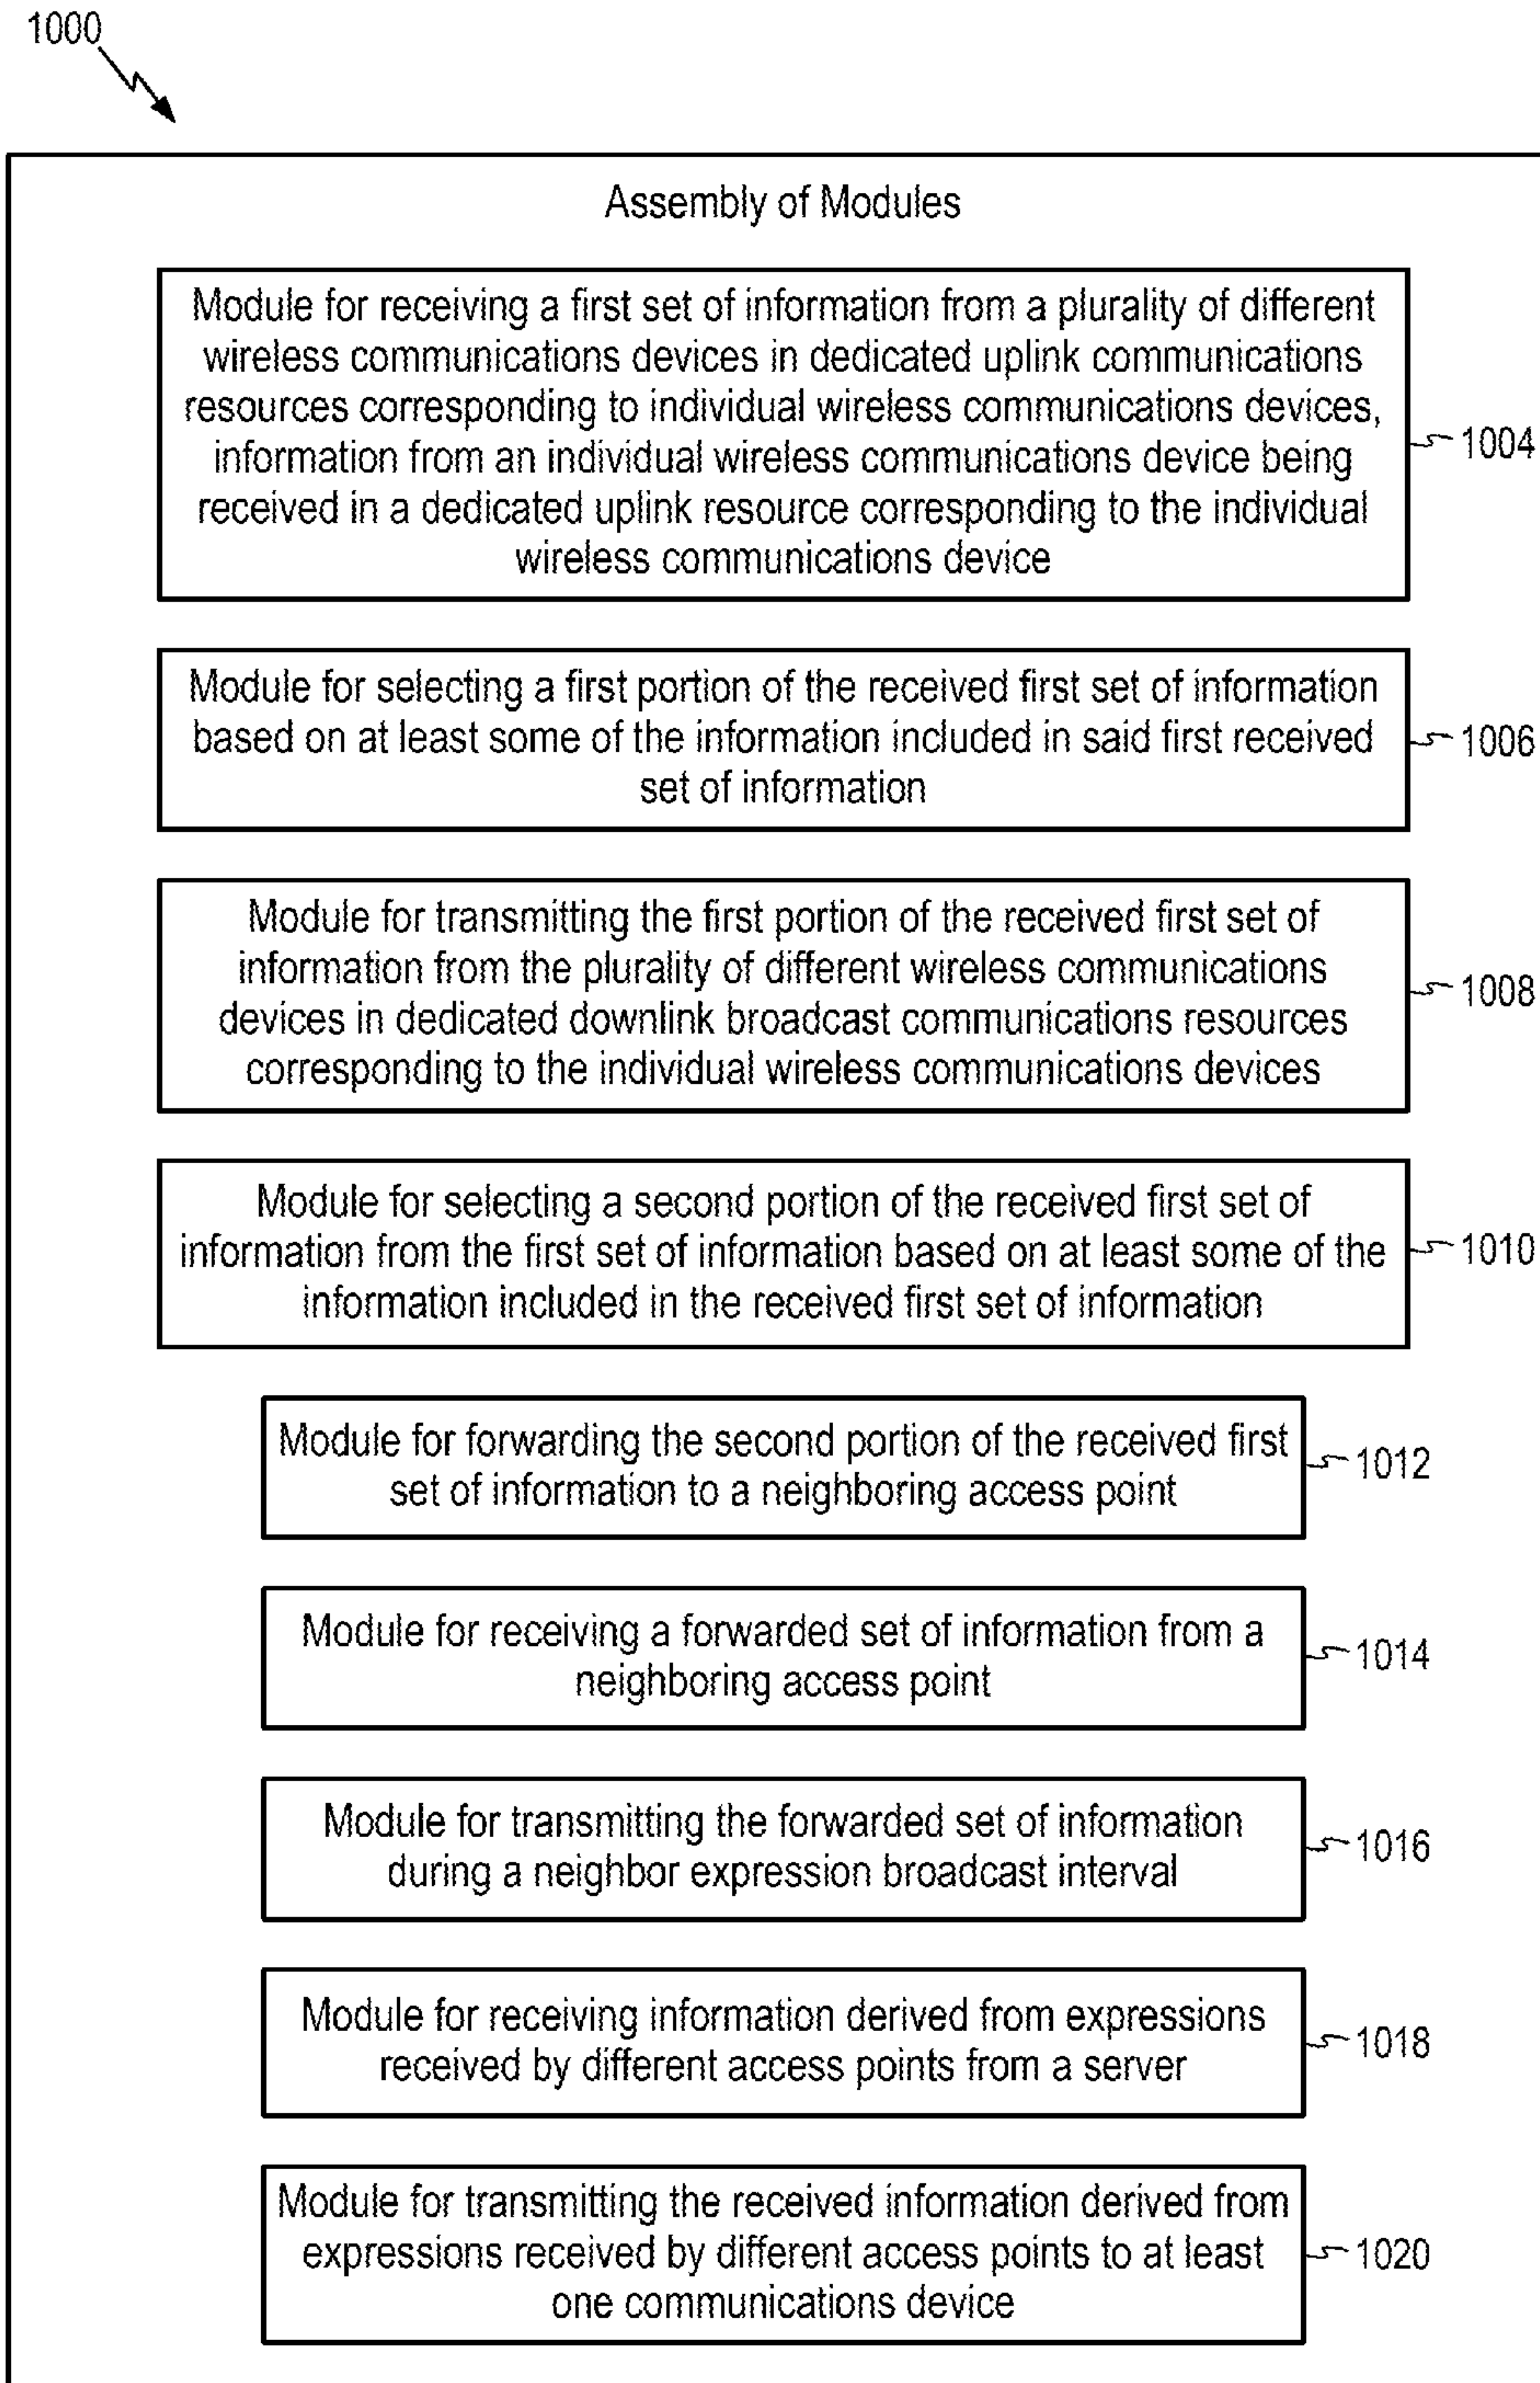 1000
Assembly of Modules
Module for receiving a first set of information from a plurality of different
wireless communications devices in dedicated uplink communications
resources corresponding to individual wireless communications devices,
information from an individual wireless communications device being
received in a dedicated uplink resource corresponding to the individual
wireless communications device
1004
Module for selecting a first portion of the received first set of information
based on at least some of the information included in said first received
set of information
1006
Module for transmitting the first portion of the received first set of
information from the plurality of different wireless communications
devices in dedicated downlink broadcast communications resources
corresponding to the individual wireless communications devices
1008
Module for selecting a second portion of the received first set of
information from the first set of information based on at least some of the
information included in the received first set of information
1010
Module for forwarding the second portion of the received first
set of information to a neighboring access point
1012
Module for receiving a forwarded set of information from a
neighboring access point
1014
Module for transmitting the forwarded set of information
during a neighbor expression broadcast interval
1016
Module for receiving information derived from expressions
received by different access points from a server
1018
Module for transmitting the received information derived from
expressions received by different access points to at least
one communications device
1020